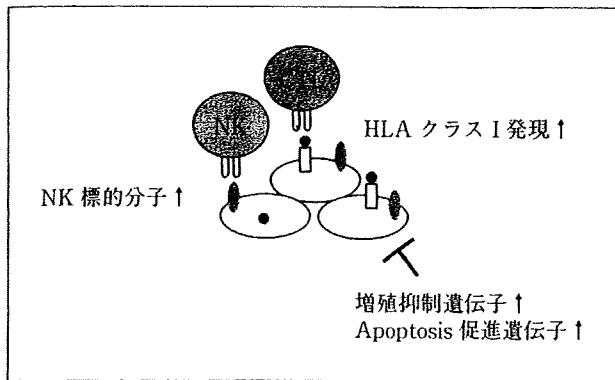 NK
HLA クラス I 発現 ↑
NK 標的分子 ↑
増殖抑制遺伝子 ↑
Apoptosis 促進遺伝子 ↑